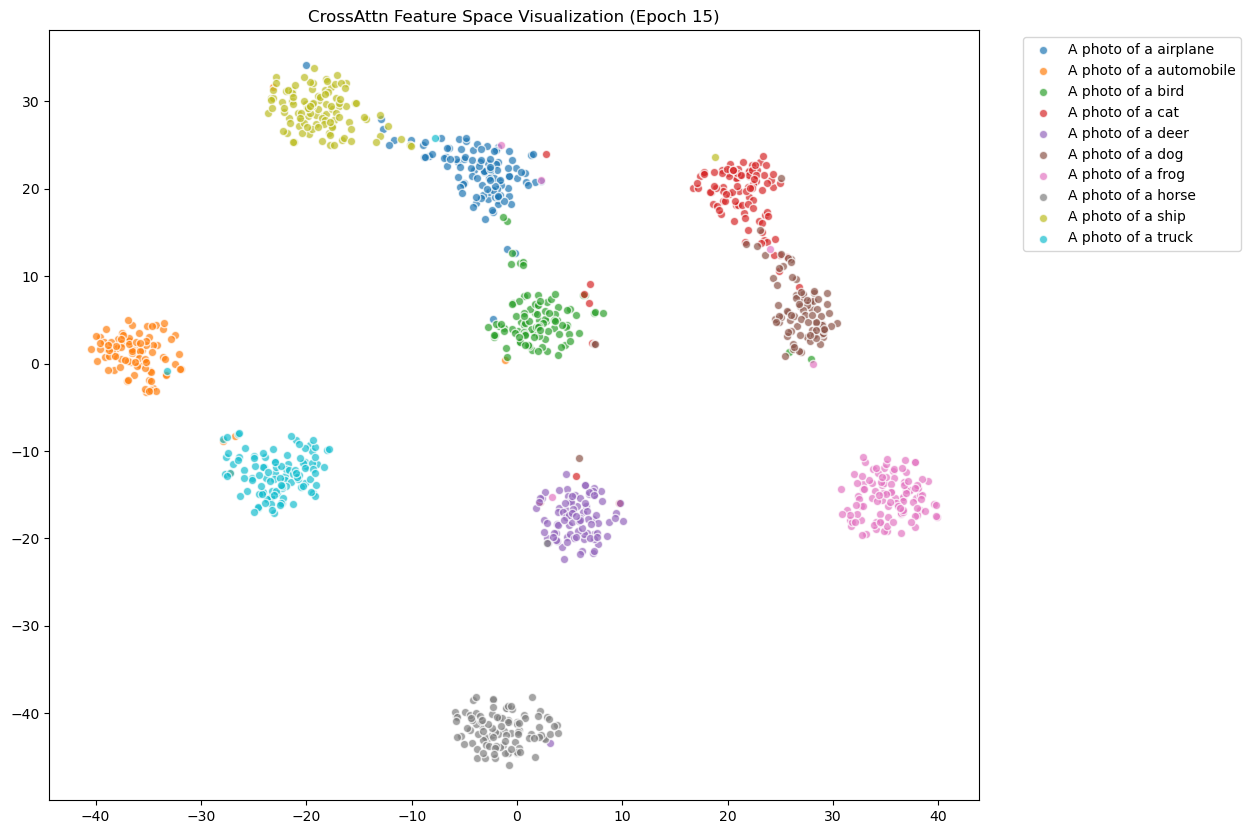 CrossAttn Feature Space Visualization (Epoch 15)
A photo of a airplane
A photo of a automobile
A photo of a bird
A photo of a cat
A photo of a deer
A photo of a dog
A photo of a frog
A photo of a horse
A photo of a ship
A photo of a truck
30
20
10
0
−10
−20
−30
−40
−40 −30 −20 −10 0 10 20 30 40